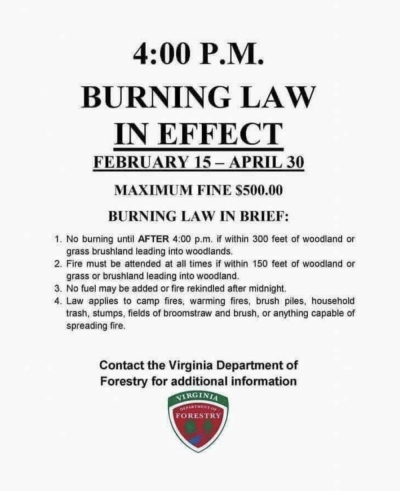 4:00 P.M.
BURNING LAW
IN EFFECT
FEBRUARY 15 – APRIL 30
MAXIMUM FINE $500.00
BURNING LAW IN BRIEF:
1. No burning until AFTER 4:00 p.m. if within 300 feet of woodland or
grass brushland leading into woodlands.
2. Fire must be attended at all times if within 150 feet of woodland or
grass or brushland leading into woodland.
3. No fuel may be added or fire rekindled after midnight.
4. Law applies to camp fires, warming fires, brush piles, household
trash, stumps, fields of broomstraw and brush, or anything capable of
spreading fire.
Contact the Virginia Department of
Forestry for additional information
VIRGINIA
DEPARTMENT OF
FORESTRY